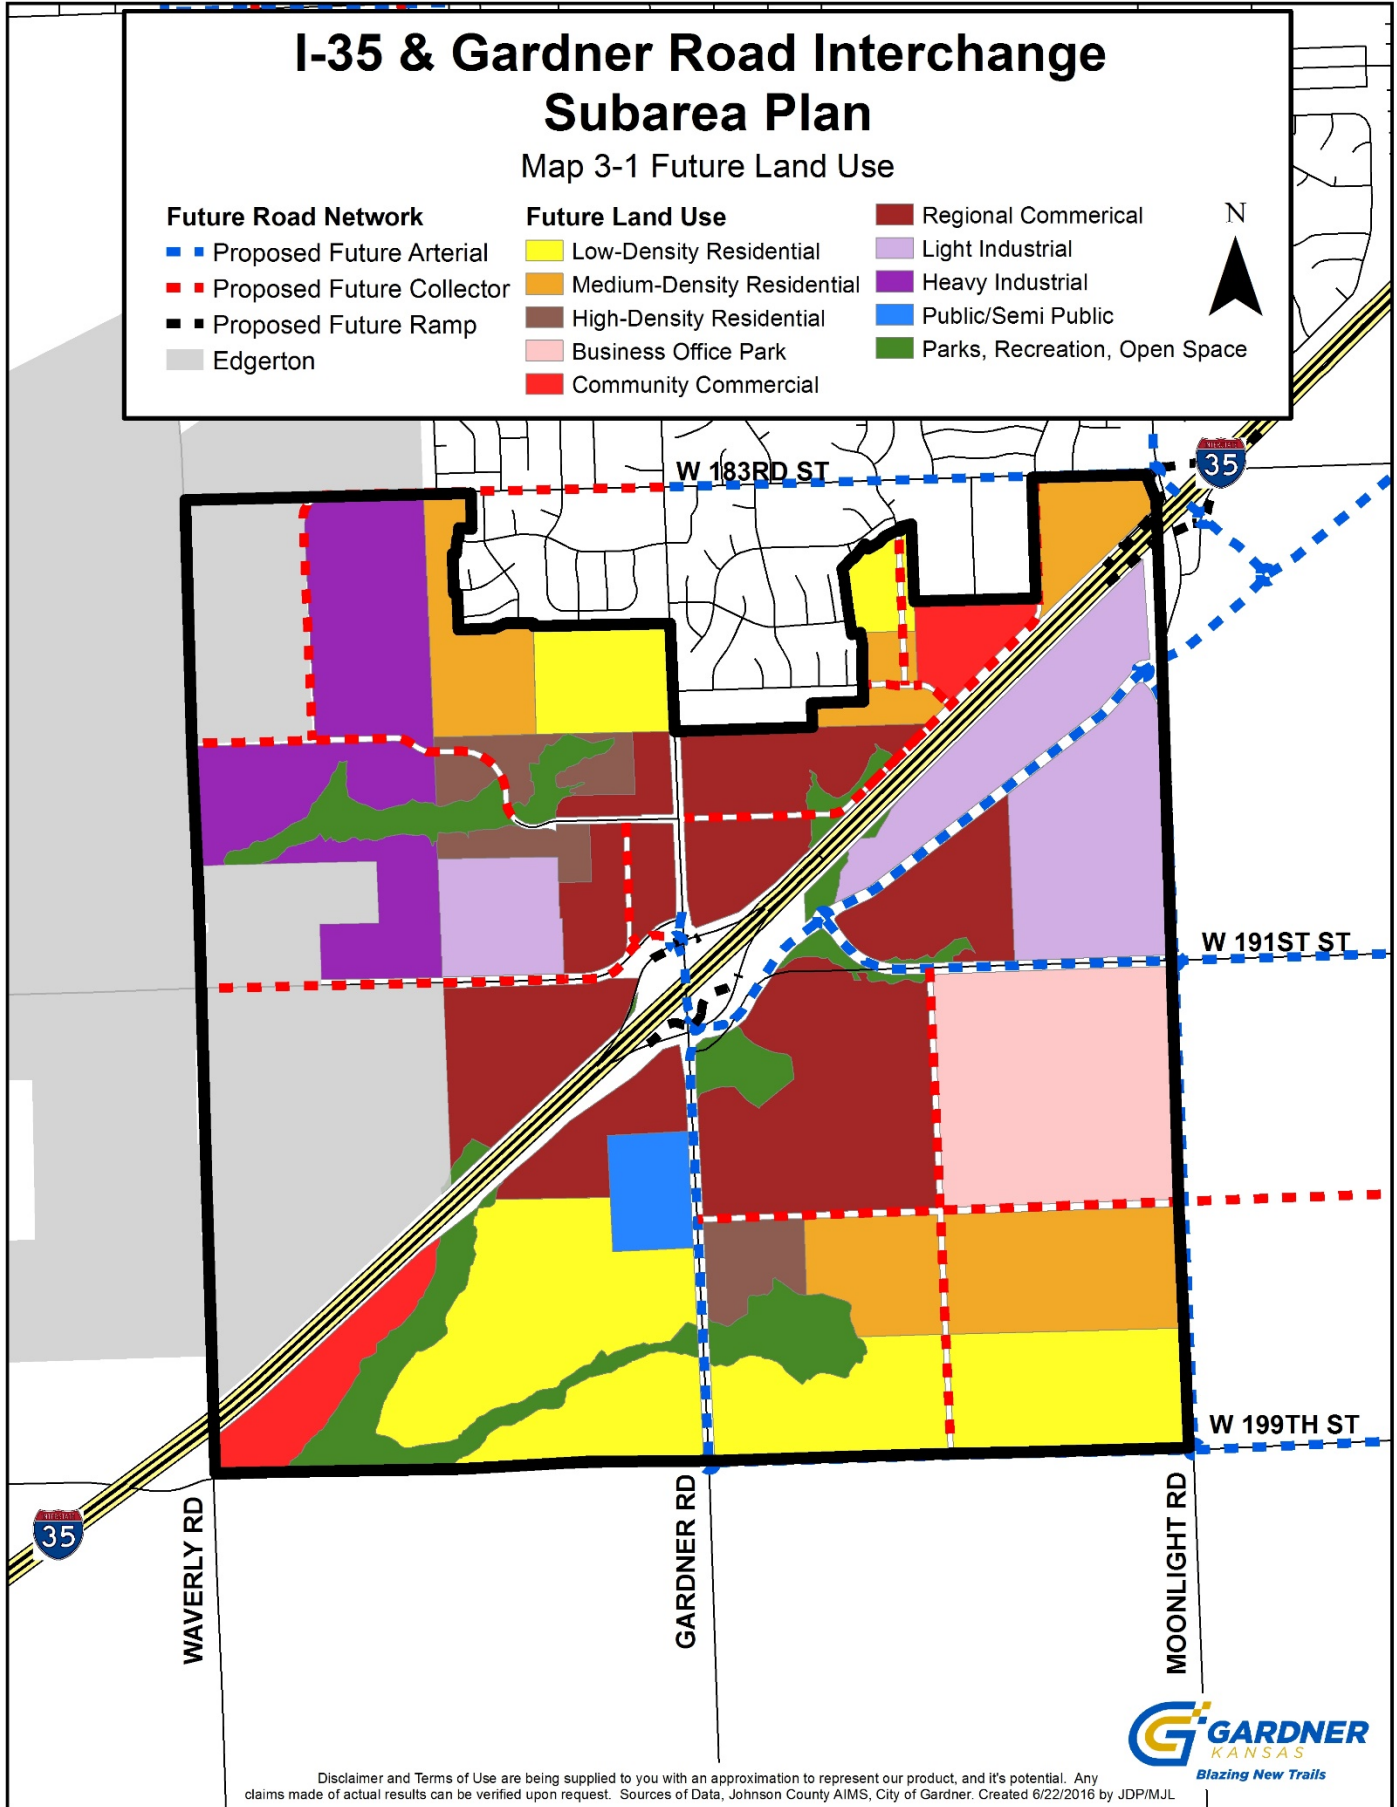 I-35 & Gardner Road Interchange
Subarea Plan
Map 3-1 Future Land Use
Future Road Network
Proposed Future Arterial
Proposed Future Collector
Proposed Future Ramp
Edgerton
Future Land Use
Low-Density Residential
Medium-Density Residential
High-Density Residential
Business Office Park
Community Commercial
Regional Commerical
Light Industrial
Heavy Industrial
Public/Semi Public
Parks, Recreation, Open Space
N
W 183RD ST
INTERSTATE
35
W 191ST ST
W 199TH ST
INTERSTATE
35
WAVERLY RD
GARDNER RD
MOONLIGHT RD
GARDNER
KANSAS
Blazing New Trails
Disclaimer and Terms of Use are being supplied to you with an approximation to represent our product, and it's potential. Any
claims made of actual results can be verified upon request. Sources of Data, Johnson County AIMS, City of Gardner. Created 6/22/2016 by JDP/MJL